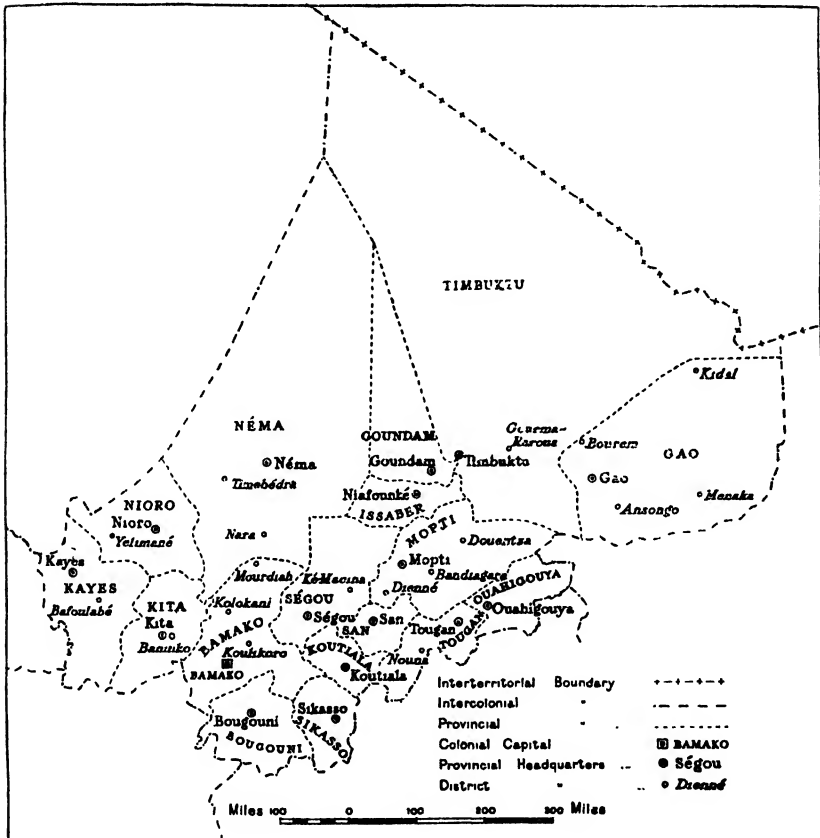 TIMBUKTU
Kidal
NÉMA
GOUNDAM
Gourma-
Rarous
Bourem
GAO
Goundam
Timbuktu
Néma
Timbédra
Gao
Niafounké
Menaka
NIORO
ISSABER
Ansongo
Nioro
MOPTI
Yelimané
Nara
Douentza
Kayes
Mopti
Mourdiah
Ké-Macina
Bandiagara
KAYES
Dienné
OUAHIGOUYA
Bafoulabé
KITA
Kolokani
SÉGOU
Kita
Ségou
San
Ouahigouya
SAN
Tougan
TOUGAN
BAMAKO
Koulikoro
KOUTIALA
Nouna
BAMAKO
Koutiala
Sikasso
Bougouni
SIKASSO
BOUGOUNI
Interterritorial Boundary
Intercolonial "
Provincial "
Colonial Capital BAMAKO
Provincial Headquarters Ségou
District " Dienné
Miles 100 0 100 200 300 Miles